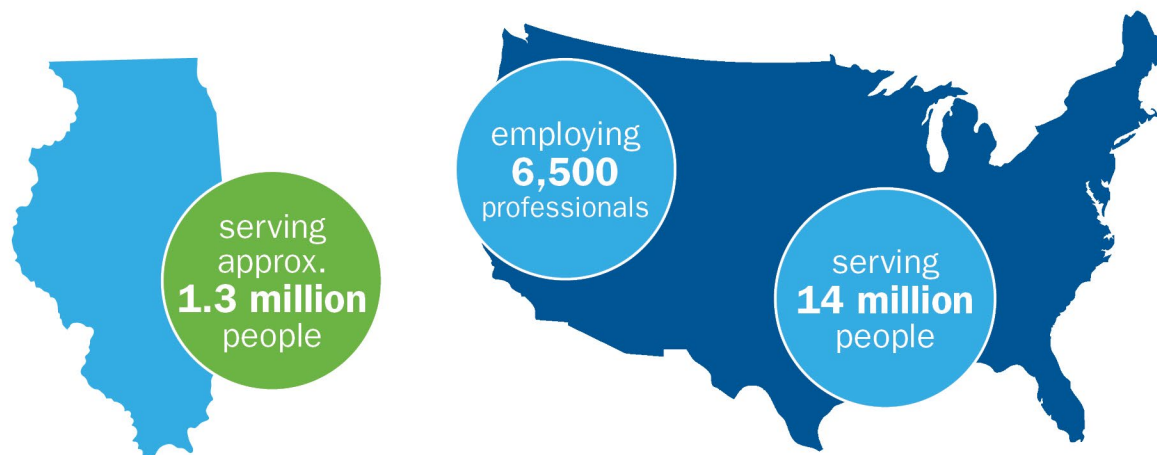 serving
approx.
1.3 million
people
employing
6,500
professionals
serving
14 million
people